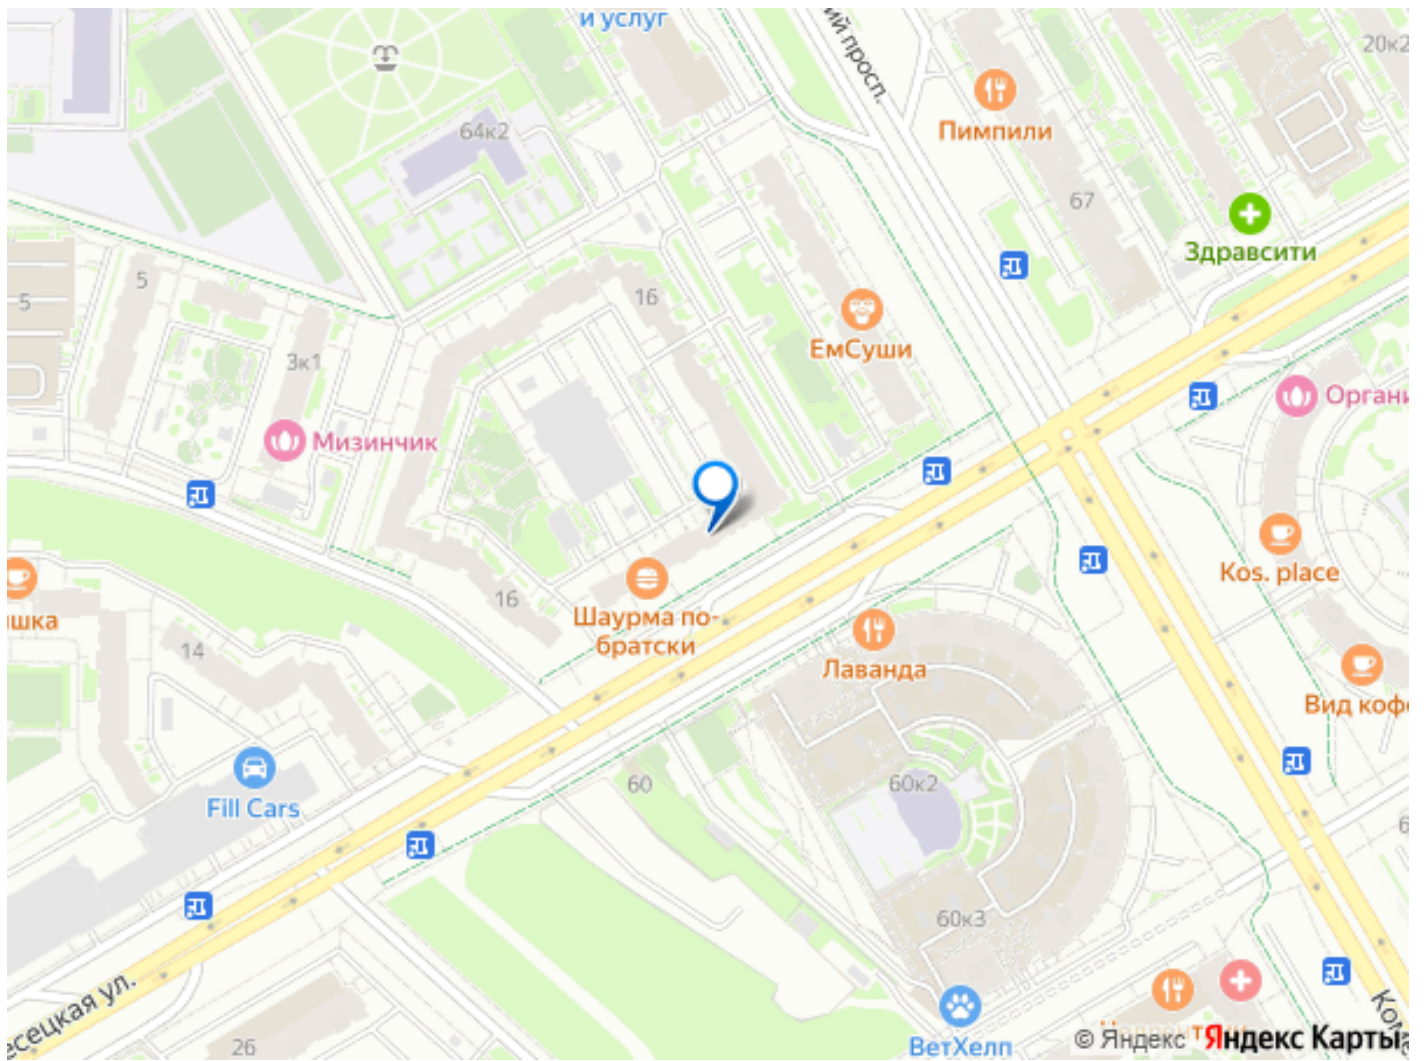 и услуг
ий просп.
20к2
Пимпили
64к2
67
Здравсити
5
16
5
ЕмСуши
3к1
Органи
Мизинчик
Kos. place
16
Шаурма по-
братски
шка
14
Лаванда
Вид кофе
Fill Cars
60
60к2
6
60к3
есецкая ул.
26
ВетХелп
Ком
© Яндекс Яндекс Карты